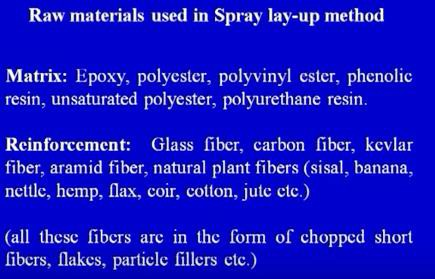 Raw materials used in Spray lay-up method
Matrix: Epoxy, polyester, polyvinyl ester, phenolic
resin, unsaturated polyester, polyurethane resin.
Reinforcement: Glass fiber, carbon fiber, kevlar
fiber, aramid fiber, natural plant fibers (sisal, banana,
nettle, hemp, flax, coir, cotton, jute etc.)
(all these fibers are in the form of chopped short
fibers, flakes, particle fillers etc.)